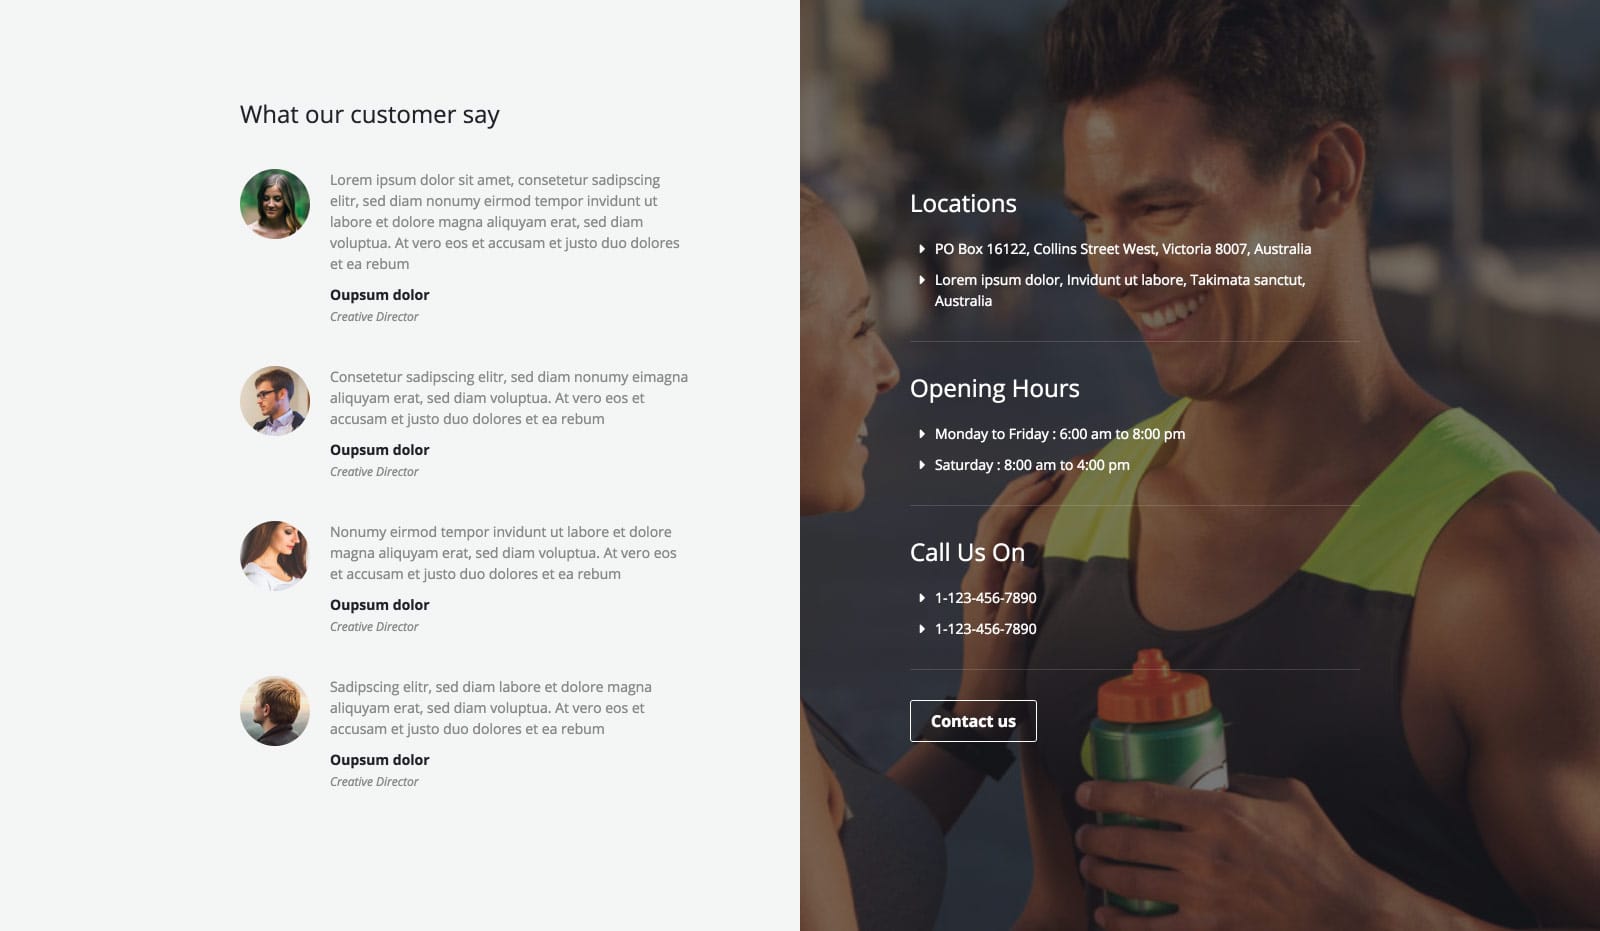 What our customer say
Lorem ipsum dolor sit amet, consetetur sadipscing
elitr, sed diam nonumy eirmod tempor invidunt ut
labore et dolore magna aliquyam erat, sed diam
voluptua. At vero eos et accusam et justo duo dolores
et ea rebum
Oupsum dolor
Creative Director
Consetetur sadipscing elitr, sed diam nonumy eimagna
aliquyam erat, sed diam voluptua. At vero eos et
accusam et justo duo dolores et ea rebum
Oupsum dolor
Creative Director
Nonumy eirmod tempor invidunt ut labore et dolore
magna aliquyam erat, sed diam voluptua. At vero eos
et accusam et justo duo dolores et ea rebum
Oupsum dolor
Creative Director
Sadipscing elitr, sed diam labore et dolore magna
aliquyam erat, sed diam voluptua. At vero eos et
accusam et justo duo dolores et ea rebum
Oupsum dolor
Creative Director
Locations
PO Box 16122, Collins Street West, Victoria 8007, Australia
Lorem ipsum dolor, Invidunt ut labore, Takimata sanctut,
Australia
Opening Hours
Monday to Friday : 6:00 am to 8:00 pm
Saturday : 8:00 am to 4:00 pm
Call Us On
1-123-456-7890
1-123-456-7890
Contact us